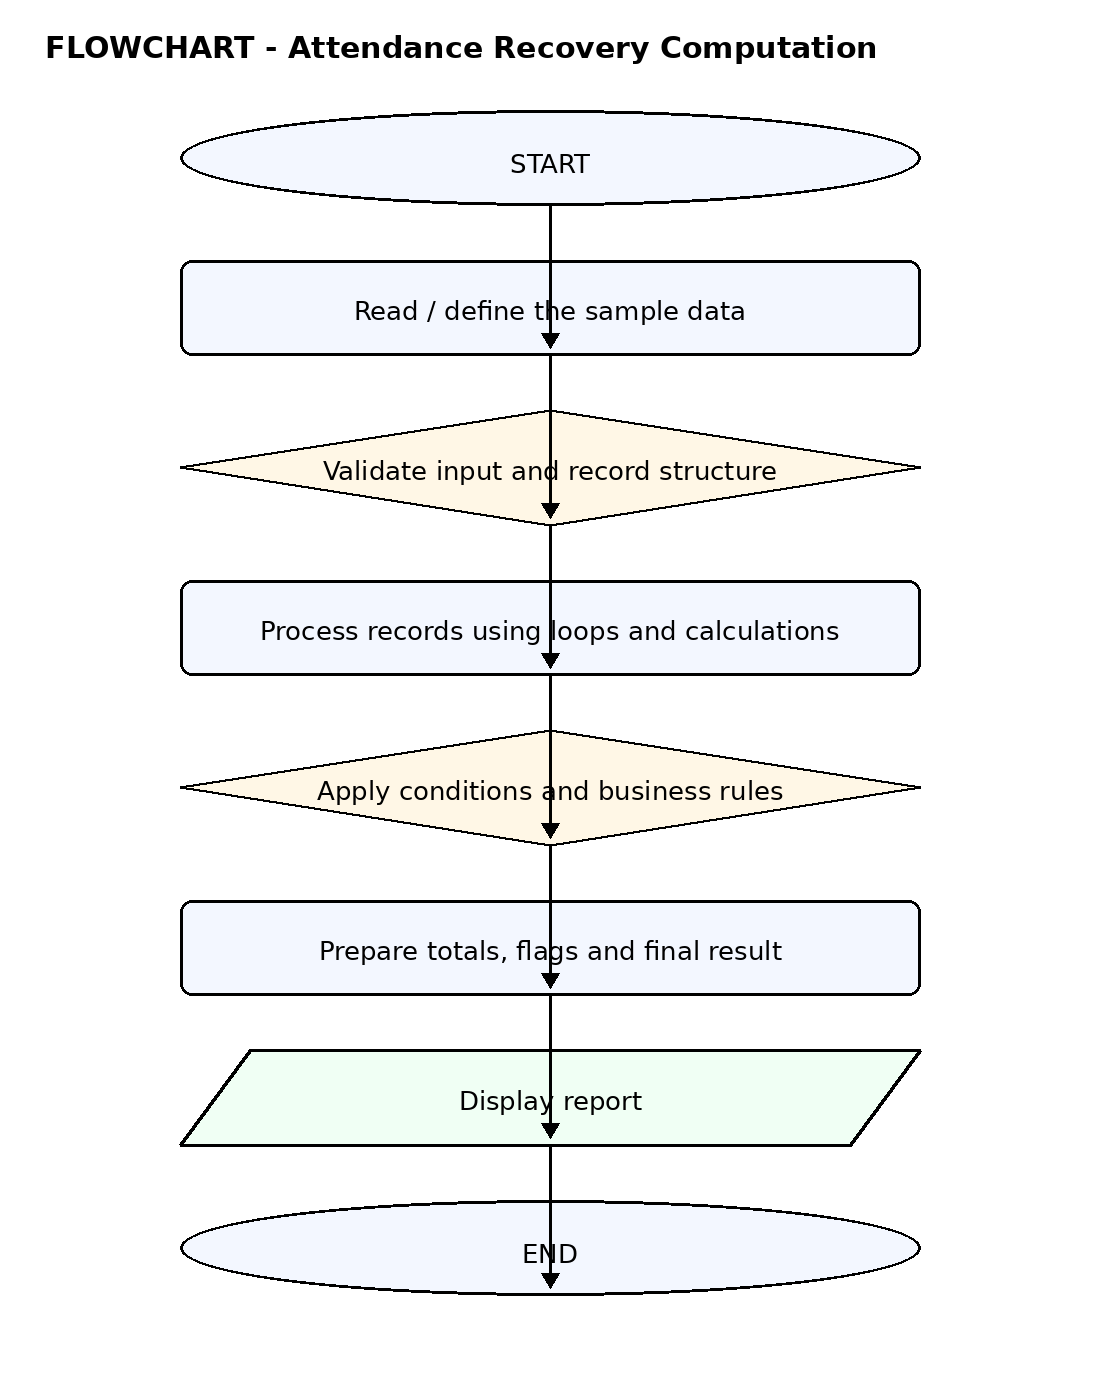 FLOWCHART - Attendance Recovery Computation
START
Read / define the sample data
Validate input and record structure
Process records using loops and calculations
Apply conditions and business rules
Prepare totals, flags and final result
Display report
END